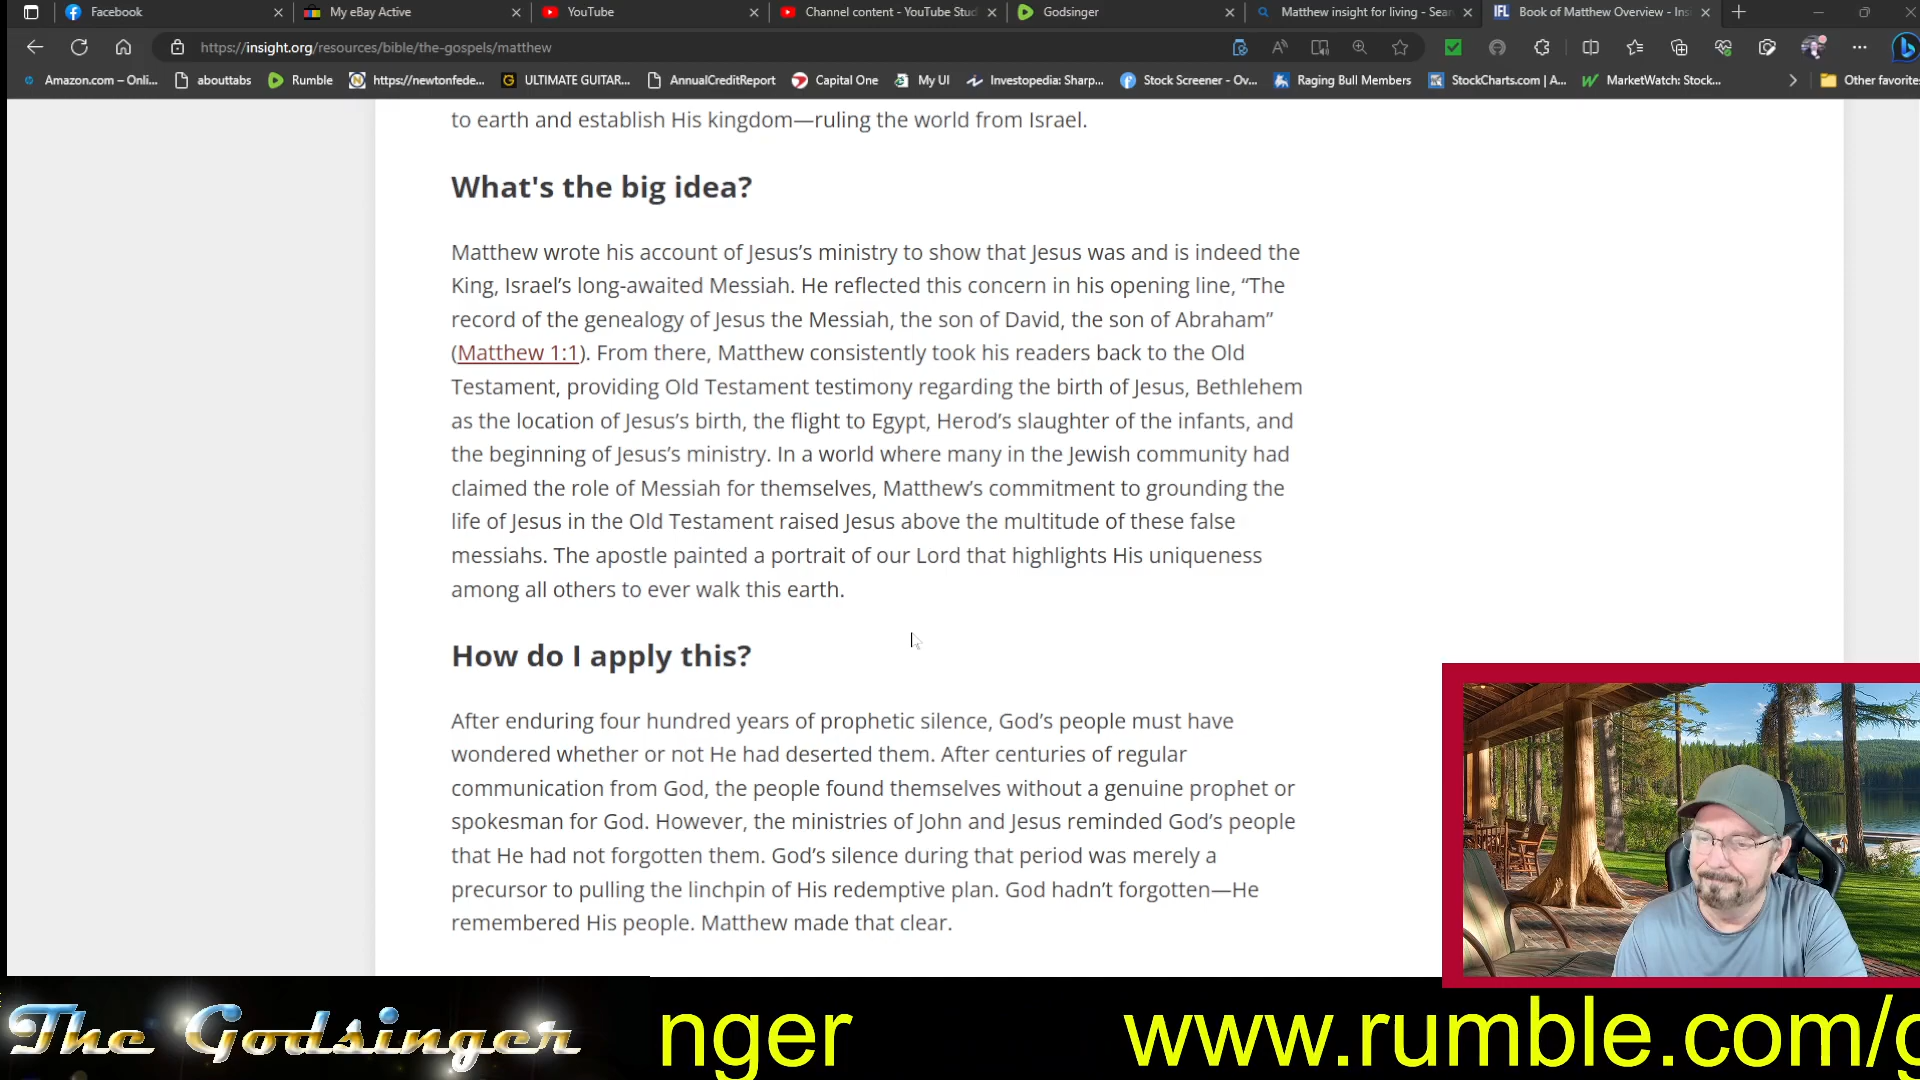 Facebook
My eBay Active
YouTube
Channel content - YouTube Stud
Godsinger
Matthew insight for living - Sear
IFL Book of Matthew Overview - Ins
https://insight.org/resources/bible/the-gospels/matthew
Amazon.com – Onli...
abouttabs
Rumble
https://newtonfede...
ULTIMATE GUITAR...
AnnualCreditReport
Capital One
My UI
Investopedia: Sharp...
Stock Screener - Ov...
Raging Bull Members
StockCharts.com | A...
MarketWatch: Stock...
Other favorites
to earth and establish His kingdom—ruling the world from Israel.
What's the big idea?
Matthew wrote his account of Jesus’s ministry to show that Jesus was and is indeed the
King, Israel’s long-awaited Messiah. He reflected this concern in his opening line, “The
record of the genealogy of Jesus the Messiah, the son of David, the son of Abraham”
(Matthew 1:1). From there, Matthew consistently took his readers back to the Old
Testament, providing Old Testament testimony regarding the birth of Jesus, Bethlehem
as the location of Jesus’s birth, the flight to Egypt, Herod’s slaughter of the infants, and
the beginning of Jesus’s ministry. In a world where many in the Jewish community had
claimed the role of Messiah for themselves, Matthew’s commitment to grounding the
life of Jesus in the Old Testament raised Jesus above the multitude of these false
messiahs. The apostle painted a portrait of our Lord that highlights His uniqueness
among all others to ever walk this earth.
How do I apply this?
After enduring four hundred years of prophetic silence, God’s people must have
wondered whether or not He had deserted them. After centuries of regular
communication from God, the people found themselves without a genuine prophet or
spokesman for God. However, the ministries of John and Jesus reminded God’s people
that He had not forgotten them. God’s silence during that period was merely a
precursor to pulling the linchpin of His redemptive plan. God hadn’t forgotten—He
remembered His people. Matthew made that clear.
The Godsinger
nger
www.rumble.com/g